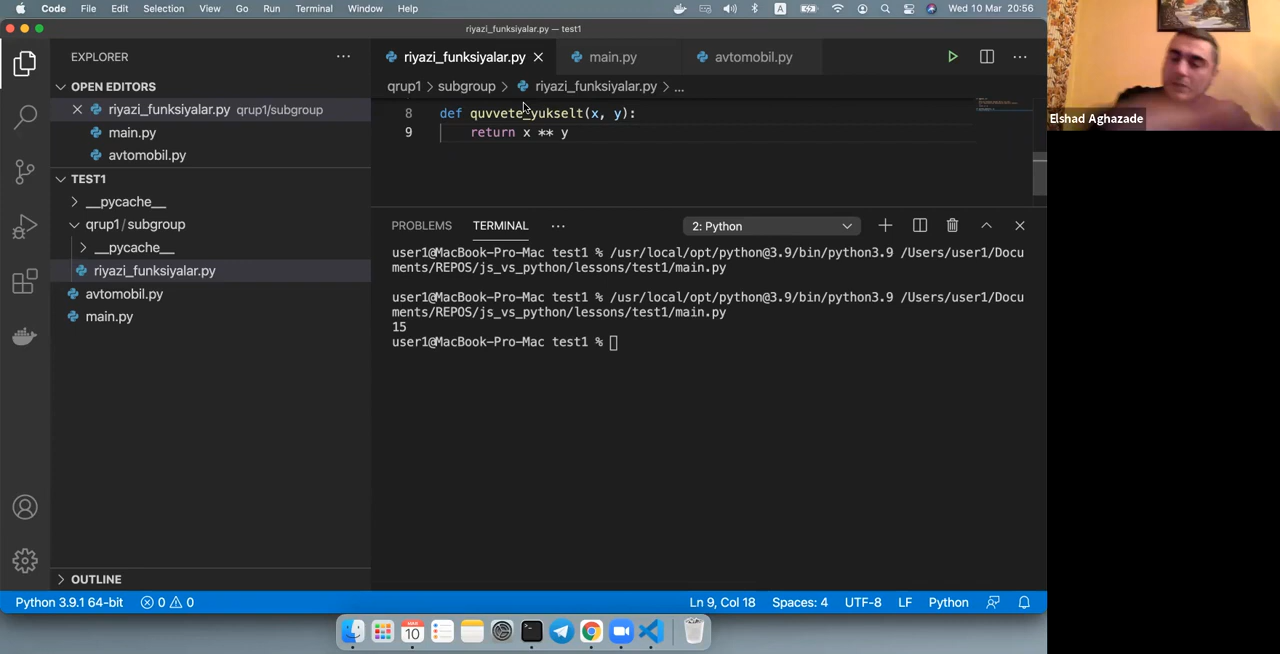 Code File Edit Selection View Go Run Terminal Window Help A Wed 10 Mar 20:56
riyazi_funksiyalar.py — test1
EXPLORER
OPEN EDITORS
riyazi_funksiyalar.py qrup1/subgroup
main.py
avtomobil.py
TEST1
__pycache__
qrup1/subgroup
__pycache__
riyazi_funksiyalar.py
avtomobil.py
main.py
OUTLINE
riyazi_funksiyalar.py main.py avtomobil.py
qrup1 > subgroup > riyazi_funksiyalar.py > ...
8 def quvvete_yukselt(x, y):
9 return x ** y
PROBLEMS TERMINAL ... 2: Python
user1@MacBook-Pro-Mac test1 % /usr/local/opt/python@3.9/bin/python3.9 /Users/user1/Docu
ments/REPOS/js_vs_python/lessons/test1/main.py
user1@MacBook-Pro-Mac test1 % /usr/local/opt/python@3.9/bin/python3.9 /Users/user1/Docu
ments/REPOS/js_vs_python/lessons/test1/main.py
15
user1@MacBook-Pro-Mac test1 %
Python 3.9.1 64-bit 0 0 Ln 9, Col 18 Spaces: 4 UTF-8 LF Python
10
Elshad Aghazade